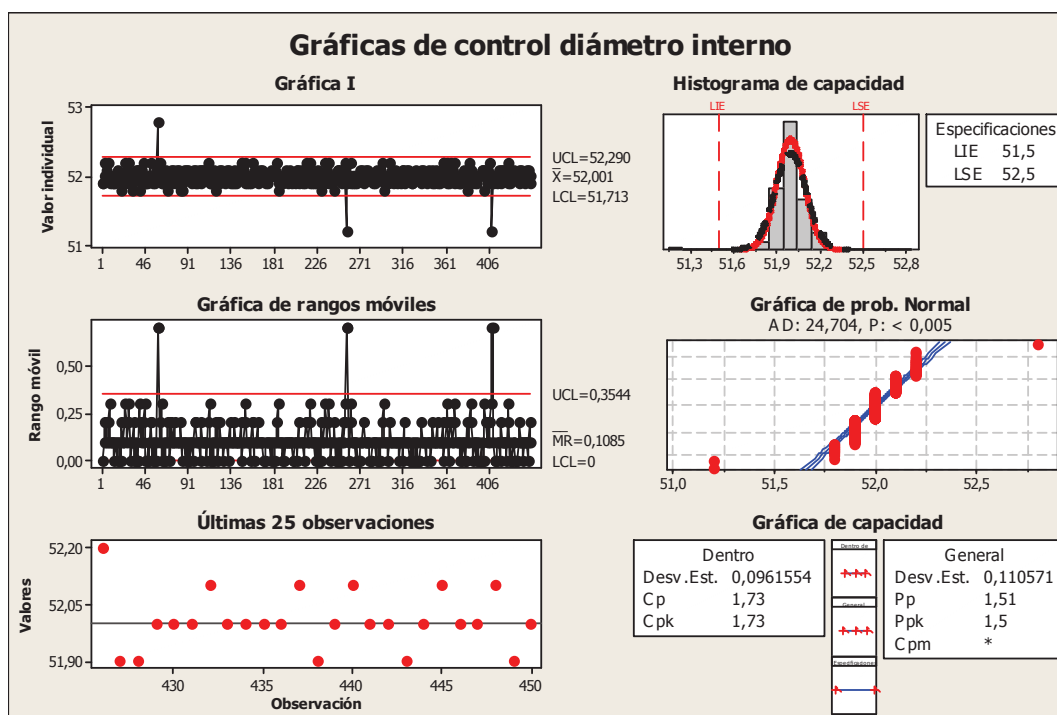 Gráficas de control diámetro interno
Gráfica I
Valor individual
53
52
51
UCL=52,290
X=52,001
LCL=51,713
1 46 91 136 181 226 271 316 361 406
Histograma de capacidad
LIE LSE
51,3 51,6 51,9 52,2 52,5 52,8
Especificaciones
LIE 51,5
LSE 52,5
Gráfica de rangos móviles
Rango móvil
0,50
0,25
0,00
UCL=0,3544
MR=0,1085
LCL=0
1 46 91 136 181 226 271 316 361 406
Gráfica de prob. Normal
AD: 24,704, P: < 0,005
51,0 51,5 52,0 52,5
Últimas 25 observaciones
Valores
52,20
52,05
51,90
430 435 440 445 450
Observación
Gráfica de capacidad
Dentro
Desv.Est. 0,0961554
Cp 1,73
Cpk 1,73
Dentro de
General
Especificaciones
General
Desv.Est. 0,110571
Pp 1,51
Ppk 1,5
Cpm *